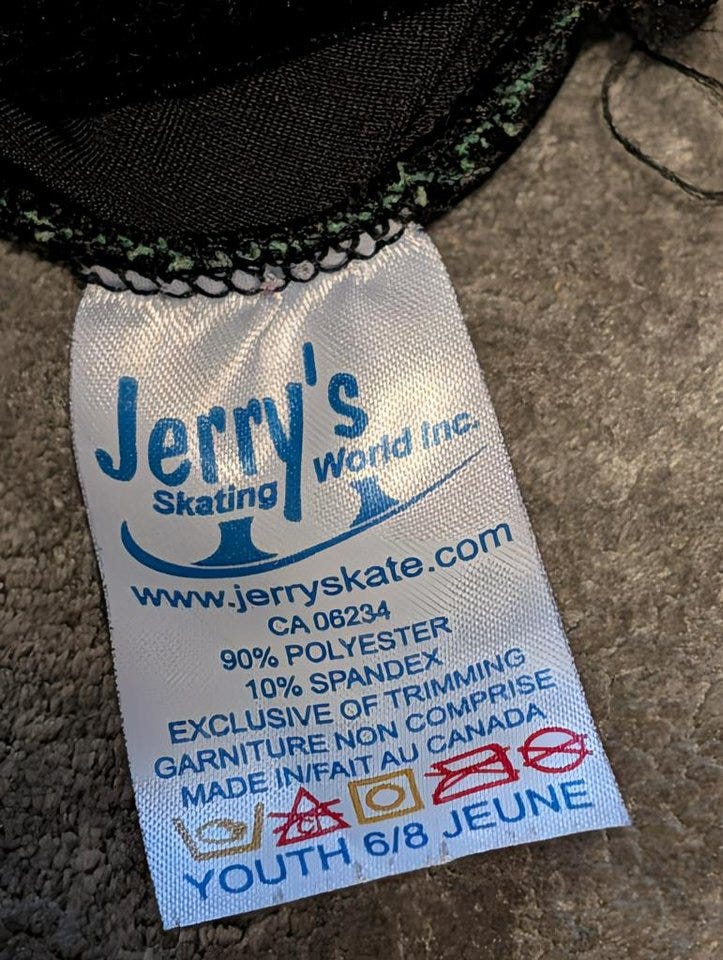 Jerry's
Skating World Inc.
www.jerryskate.com
CA 06234
90% POLYESTER
10% SPANDEX
EXCLUSIVE OF TRIMMING
GARNITURE NON COMPRISE
MADE IN/FAIT AU CANADA
CL
YOUTH 6/8 JEUNE